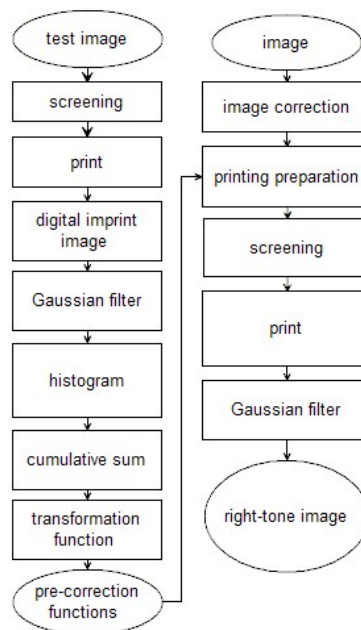 test image
screening
print
digital imprint
image
Gaussian filter
histogram
cumulative sum
transformation
function
pre-correction
functions
image
image correction
printing preparation
screening
print
Gaussian filter
right-tone image